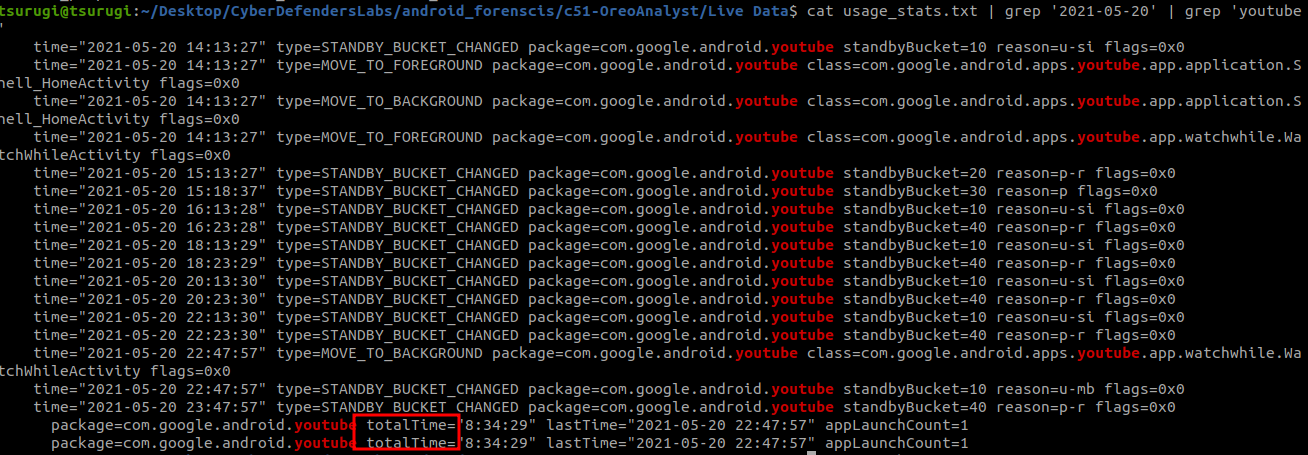 tsurugi@tsurugi:~/Desktop/CyberDefendersLabs/android_forenscis/c51-OreoAnalyst/Live Data$ cat usage_stats.txt | grep '2021-05-20' | grep 'youtube
'
time="2021-05-20 14:13:27" type=STANDBY_BUCKET_CHANGED package=com.google.android.youtube standbyBucket=10 reason=u-si flags=0x0
time="2021-05-20 14:13:27" type=MOVE_TO_FOREGROUND package=com.google.android.youtube class=com.google.android.apps.youtube.app.application.S
hell_HomeActivity flags=0x0
time="2021-05-20 14:13:27" type=MOVE_TO_BACKGROUND package=com.google.android.youtube class=com.google.android.apps.youtube.app.application.S
hell_HomeActivity flags=0x0
time="2021-05-20 14:13:27" type=MOVE_TO_FOREGROUND package=com.google.android.youtube class=com.google.android.apps.youtube.app.watchwhile.Wa
tchWhileActivity flags=0x0
time="2021-05-20 15:13:27" type=STANDBY_BUCKET_CHANGED package=com.google.android.youtube standbyBucket=20 reason=p-r flags=0x0
time="2021-05-20 15:18:37" type=STANDBY_BUCKET_CHANGED package=com.google.android.youtube standbyBucket=30 reason=p flags=0x0
time="2021-05-20 16:13:28" type=STANDBY_BUCKET_CHANGED package=com.google.android.youtube standbyBucket=10 reason=u-si flags=0x0
time="2021-05-20 16:23:28" type=STANDBY_BUCKET_CHANGED package=com.google.android.youtube standbyBucket=40 reason=p-r flags=0x0
time="2021-05-20 18:13:29" type=STANDBY_BUCKET_CHANGED package=com.google.android.youtube standbyBucket=10 reason=u-si flags=0x0
time="2021-05-20 18:23:29" type=STANDBY_BUCKET_CHANGED package=com.google.android.youtube standbyBucket=40 reason=p-r flags=0x0
time="2021-05-20 20:13:30" type=STANDBY_BUCKET_CHANGED package=com.google.android.youtube standbyBucket=10 reason=u-si flags=0x0
time="2021-05-20 20:23:30" type=STANDBY_BUCKET_CHANGED package=com.google.android.youtube standbyBucket=40 reason=p-r flags=0x0
time="2021-05-20 22:13:30" type=STANDBY_BUCKET_CHANGED package=com.google.android.youtube standbyBucket=10 reason=u-si flags=0x0
time="2021-05-20 22:23:30" type=STANDBY_BUCKET_CHANGED package=com.google.android.youtube standbyBucket=40 reason=p-r flags=0x0
time="2021-05-20 22:47:57" type=MOVE_TO_BACKGROUND package=com.google.android.youtube class=com.google.android.apps.youtube.app.watchwhile.Wa
tchWhileActivity flags=0x0
time="2021-05-20 22:47:57" type=STANDBY_BUCKET_CHANGED package=com.google.android.youtube standbyBucket=10 reason=u-mb flags=0x0
time="2021-05-20 23:47:57" type=STANDBY_BUCKET_CHANGED package=com.google.android.youtube standbyBucket=40 reason=p-r flags=0x0
package=com.google.android.youtube totalTime="8:34:29" lastTime="2021-05-20 22:47:57" appLaunchCount=1
package=com.google.android.youtube totalTime="8:34:29" lastTime="2021-05-20 22:47:57" appLaunchCount=1